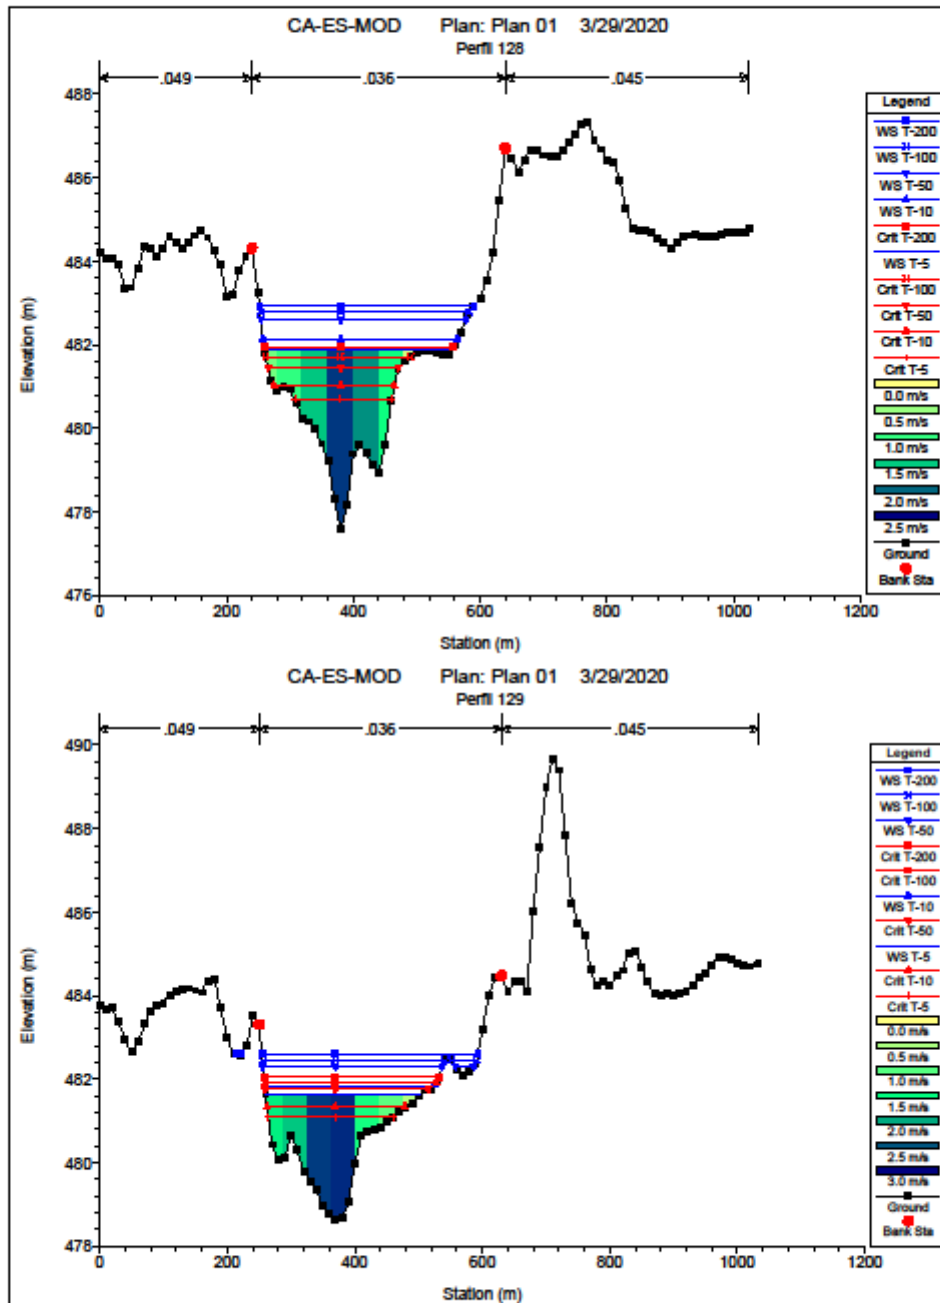 CA-ES-MOD Plan: Plan 01 3/29/2020
Perfil 128
.049 .036 .045
488
486
484
482
480
478
476
Elevation (m)
0 200 400 600 800 1000 1200
Station (m)
Legend
WS T-200
WS T-100
WS T-50
WS T-10
Crit T-200
WS T-5
Crit T-100
Crit T-50
Crit T-10
Crit T-5
0.0 m/s
0.5 m/s
1.0 m/s
1.5 m/s
2.0 m/s
2.5 m/s
Ground
Bank Sta
CA-ES-MOD Plan: Plan 01 3/29/2020
Perfil 129
.049 .036 .045
490
488
486
484
482
480
478
Elevation (m)
0 200 400 600 800 1000 1200
Station (m)
Legend
WS T-200
WS T-100
WS T-50
Crit T-200
Crit T-100
WS T-10
Crit T-50
WS T-5
Crit T-10
Crit T-5
0.0 m/s
0.5 m/s
1.0 m/s
1.5 m/s
2.0 m/s
2.5 m/s
3.0 m/s
Ground
Bank Sta